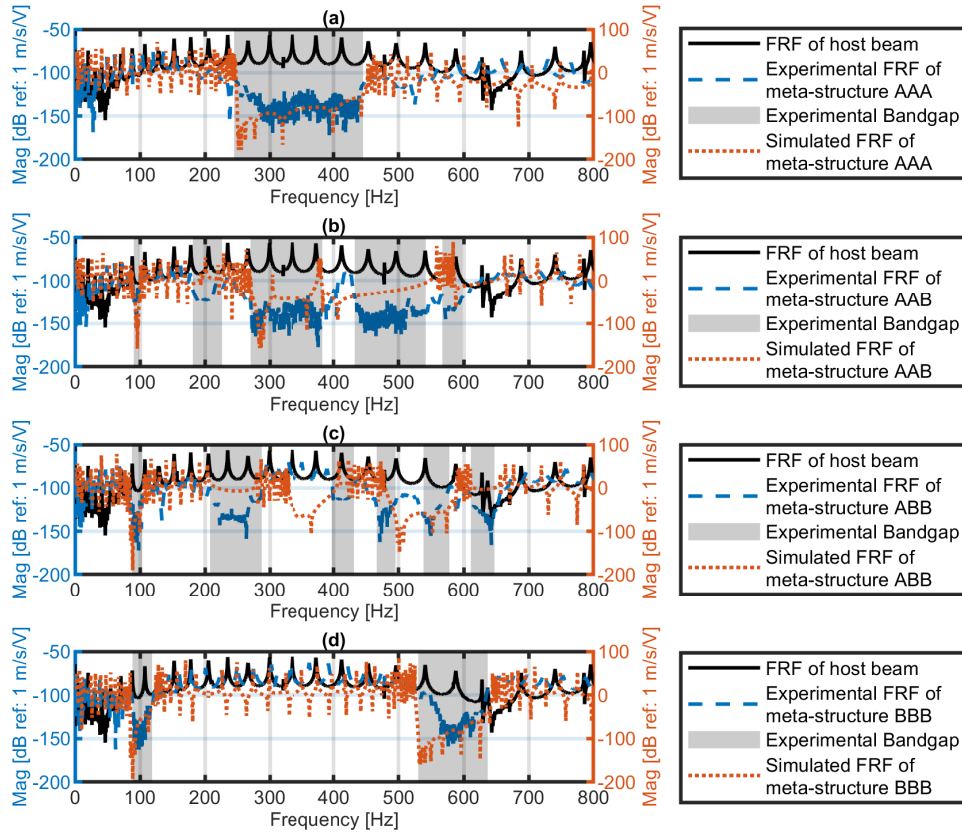 (a)
Mag [dB ref: 1 m/s/V]
-50
-100
-150
-200
100
50
0
-50
-100
-150
-200
Mag [dB ref: 1 m/s/V]
0 100 200 300 400 500 600 700 800
Frequency [Hz]
FRF of host beam
Experimental FRF of
meta-structure AAA
Experimental Bandgap
Simulated FRF of
meta-structure AAA
(b)
Mag [dB ref: 1 m/s/V]
-50
-100
-150
-200
100
0
-100
-200
Mag [dB ref: 1 m/s/V]
0 100 200 300 400 500 600 700 800
Frequency [Hz]
FRF of host beam
Experimental FRF of
meta-structure AAB
Experimental Bandgap
Simulated FRF of
meta-structure AAB
(c)
Mag [dB ref: 1 m/s/V]
-50
-100
-150
-200
100
0
-100
-200
Mag [dB ref: 1 m/s/V]
0 100 200 300 400 500 600 700 800
Frequency [Hz]
FRF of host beam
Experimental FRF of
meta-structure ABB
Experimental Bandgap
Simulated FRF of
meta-structure ABB
(d)
Mag [dB ref: 1 m/s/V]
-50
-100
-150
-200
100
50
0
-50
-100
-150
-200
Mag [dB ref: 1 m/s/V]
0 100 200 300 400 500 600 700 800
Frequency [Hz]
FRF of host beam
Experimental FRF of
meta-structure BBB
Experimental Bandgap
Simulated FRF of
meta-structure BBB